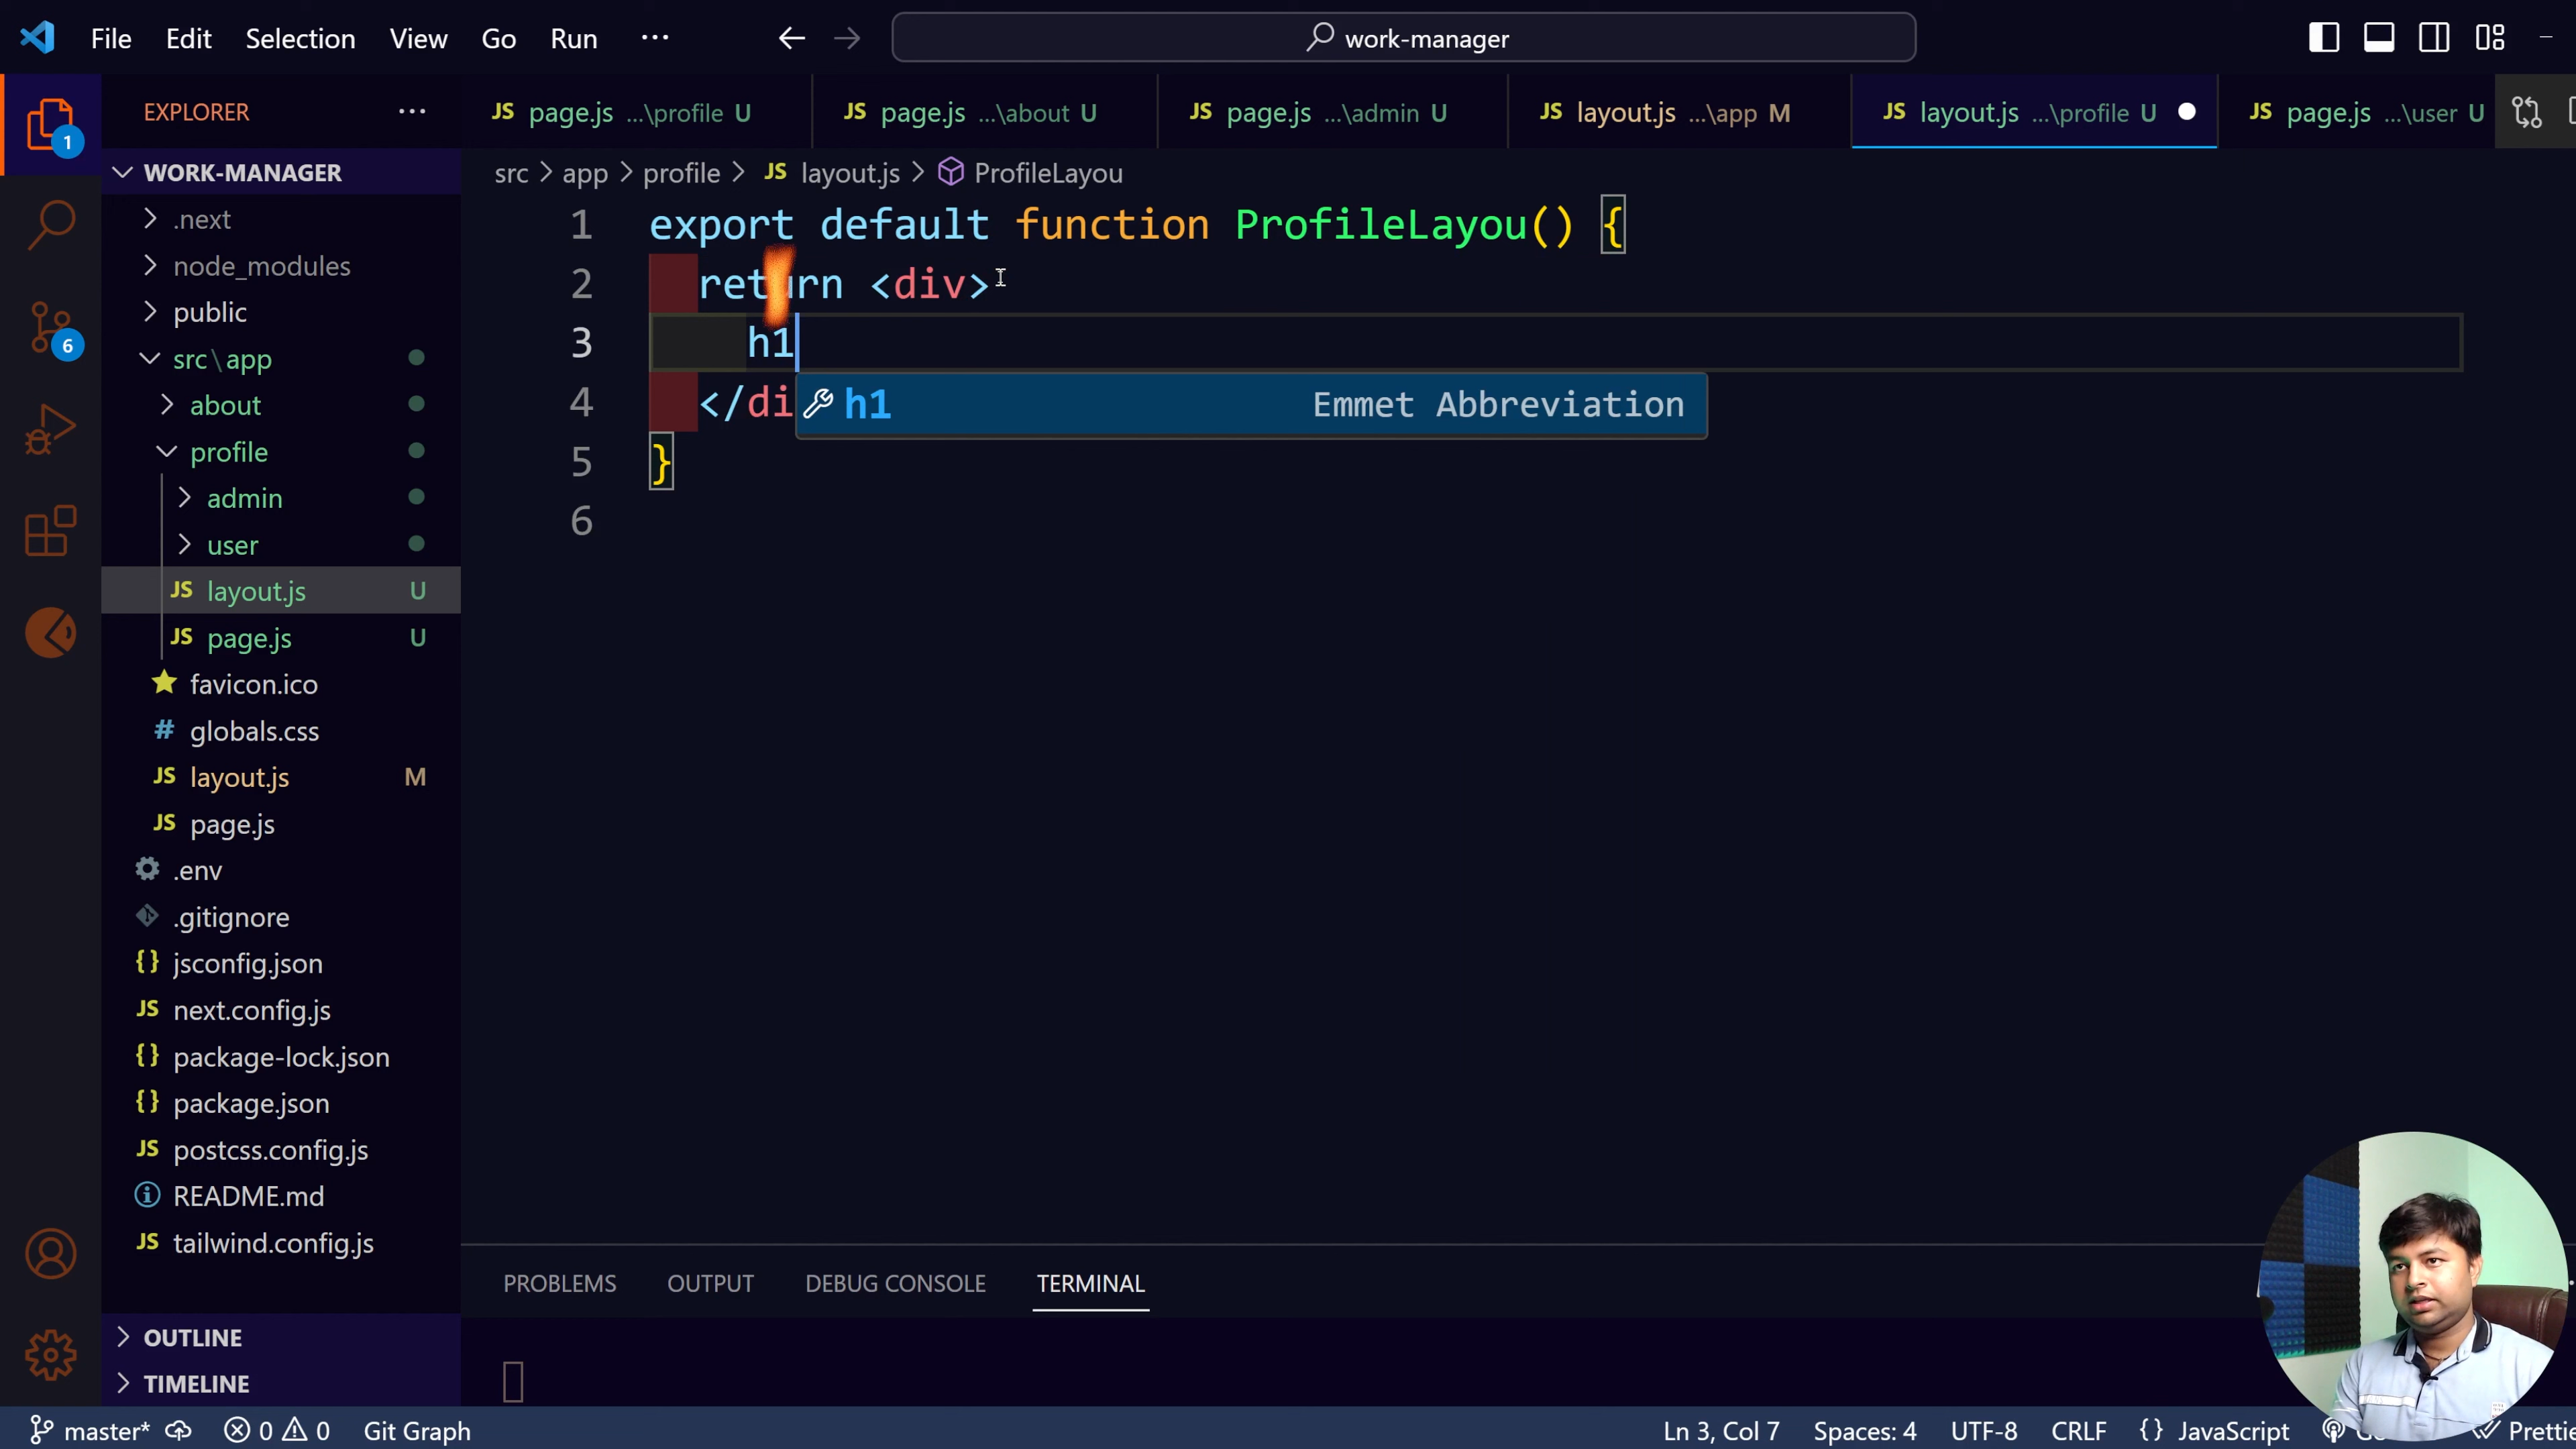 File Edit Selection View Go Run ...
work-manager
EXPLORER ...
JS page.js ...\profile U
JS page.js ...\about U
JS page.js ...\admin U
JS layout.js ...\app M
JS layout.js ...\profile U
JS page.js ...\user U
1
6
WORK-MANAGER
.next
node_modules
public
src\app
about
profile
admin
user
JS layout.js U
JS page.js U
favicon.ico
# globals.css
JS layout.js M
JS page.js
.env
.gitignore
{} jsconfig.json
JS next.config.js
{} package-lock.json
{} package.json
JS postcss.config.js
README.md
JS tailwind.config.js
OUTLINE
TIMELINE
src > app > profile > JS layout.js > ProfileLayou
1 export default function ProfileLayou() {
2 return <div>
3 h1
4 </di
h1 Emmet Abbreviation
5 }
6
PROBLEMS OUTPUT DEBUG CONSOLE TERMINAL
master* 0 0 Git Graph
Ln 3, Col 7 Spaces: 4 UTF-8 CRLF {} JavaScript